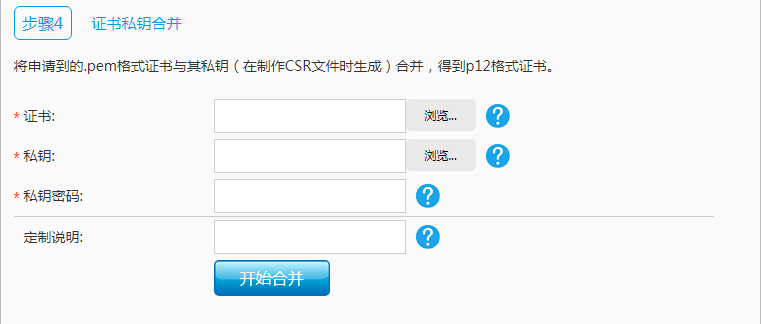 步骤4 证书私钥合并
将申请到的.pem格式证书与其私钥（在制作CSR文件时生成）合并，得到p12格式证书。
* 证书: 浏览... ?
* 私钥: 浏览... ?
* 私钥密码: ?
定制说明: ?
开始合并